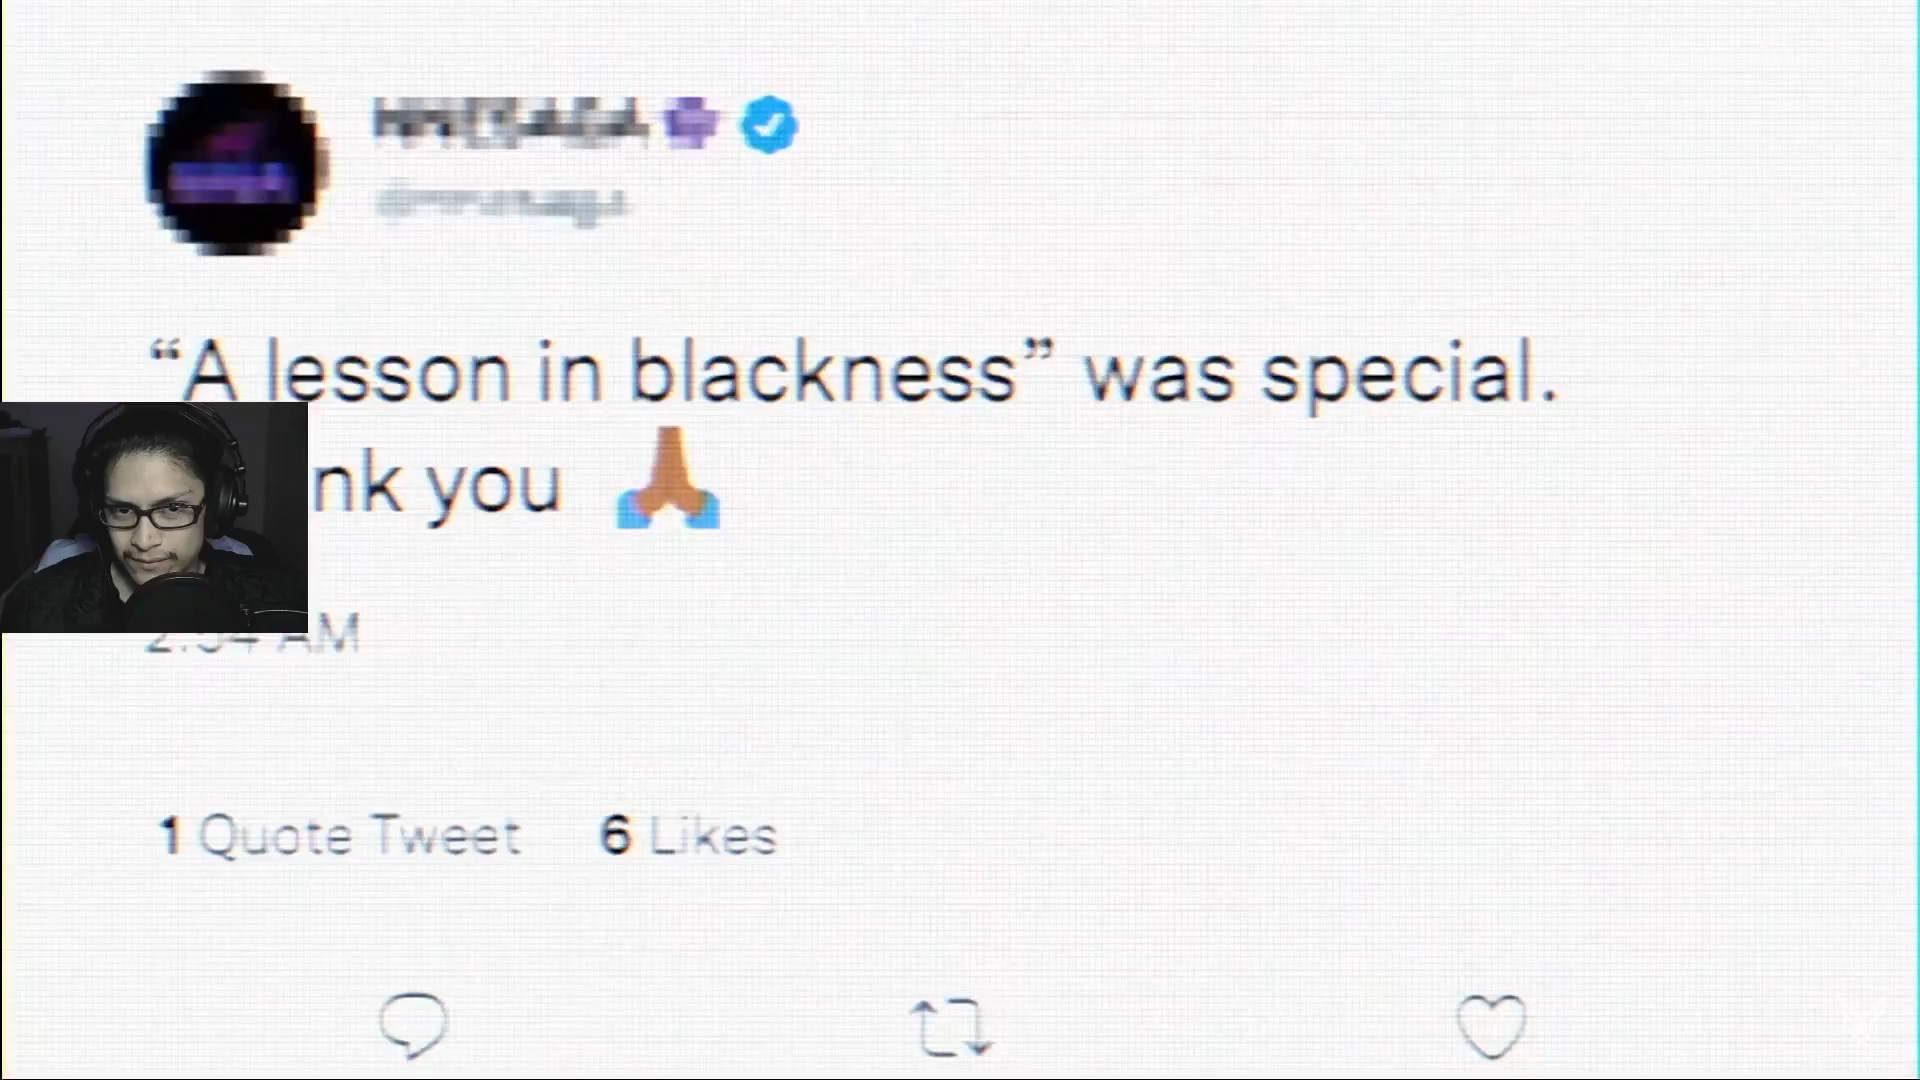 “A lesson in blackness” was special.
nk you 🙏🏾
AM
1 Quote Tweet 6 Likes